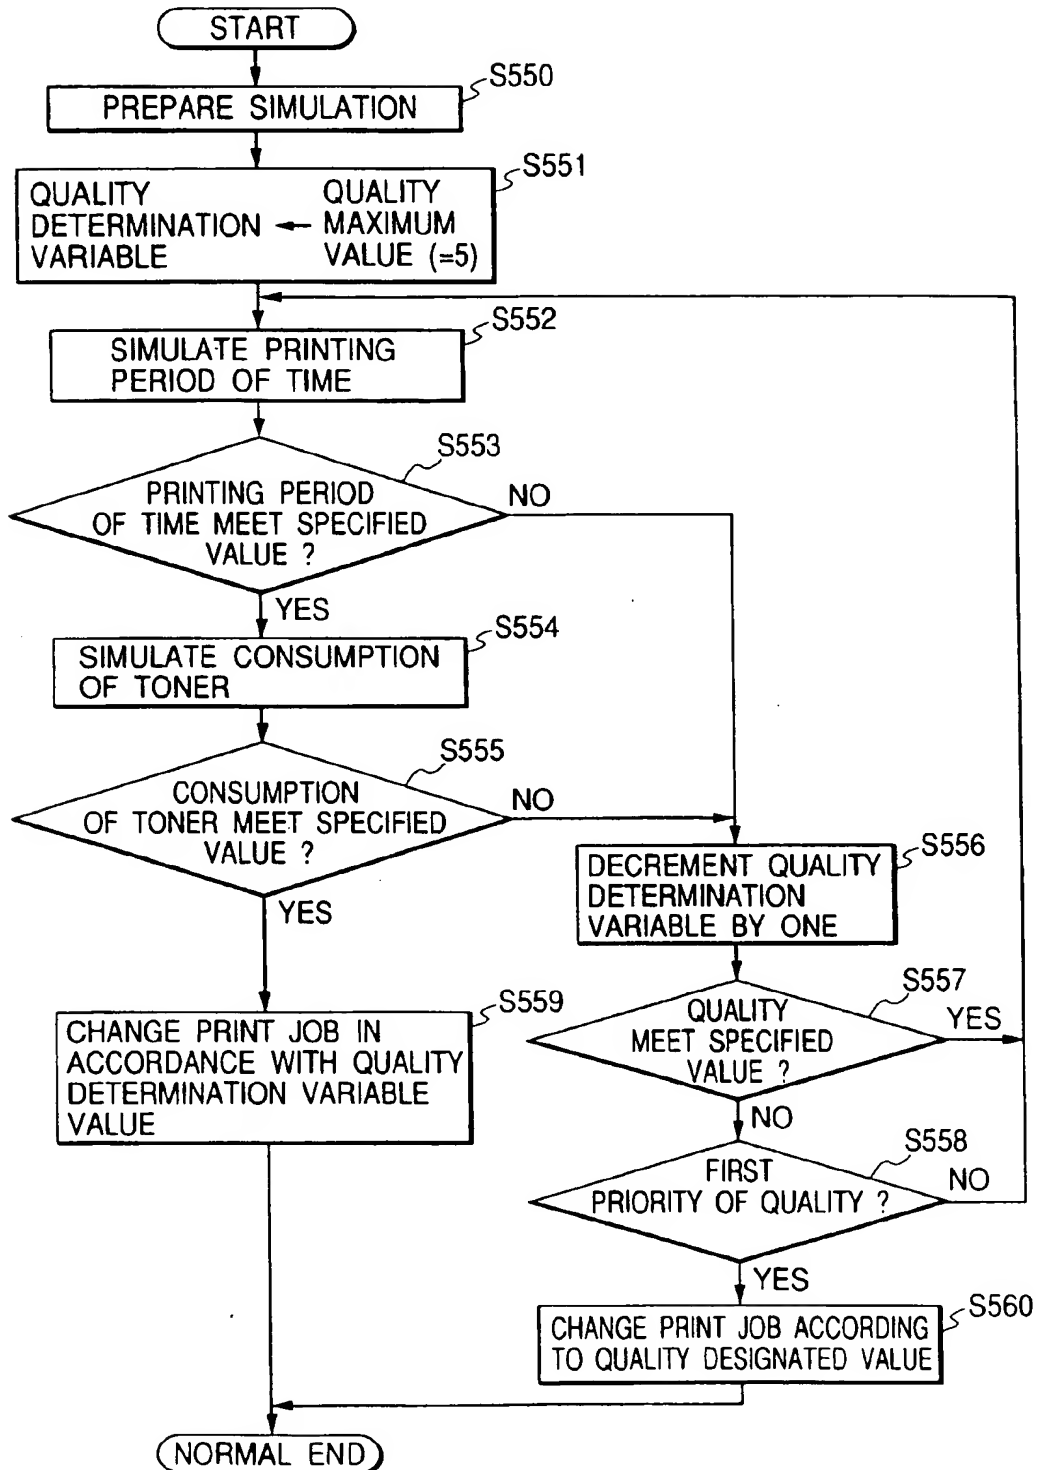 START
S550
PREPARE SIMULATION
S551
QUALITY
DETERMINATION
VARIABLE
←
QUALITY
MAXIMUM
VALUE (=5)
S552
SIMULATE PRINTING
PERIOD OF TIME
S553
PRINTING PERIOD
OF TIME MEET SPECIFIED
VALUE ?
NO
YES
S554
SIMULATE CONSUMPTION
OF TONER
S555
CONSUMPTION
OF TONER MEET SPECIFIED
VALUE ?
NO
YES
S556
DECREMENT QUALITY
DETERMINATION
VARIABLE BY ONE
S557
QUALITY
MEET SPECIFIED
VALUE ?
YES
NO
S559
CHANGE PRINT JOB IN
ACCORDANCE WITH QUALITY
DETERMINATION VARIABLE
VALUE
S558
FIRST
PRIORITY OF QUALITY ?
NO
YES
S560
CHANGE PRINT JOB ACCORDING
TO QUALITY DESIGNATED VALUE
NORMAL END